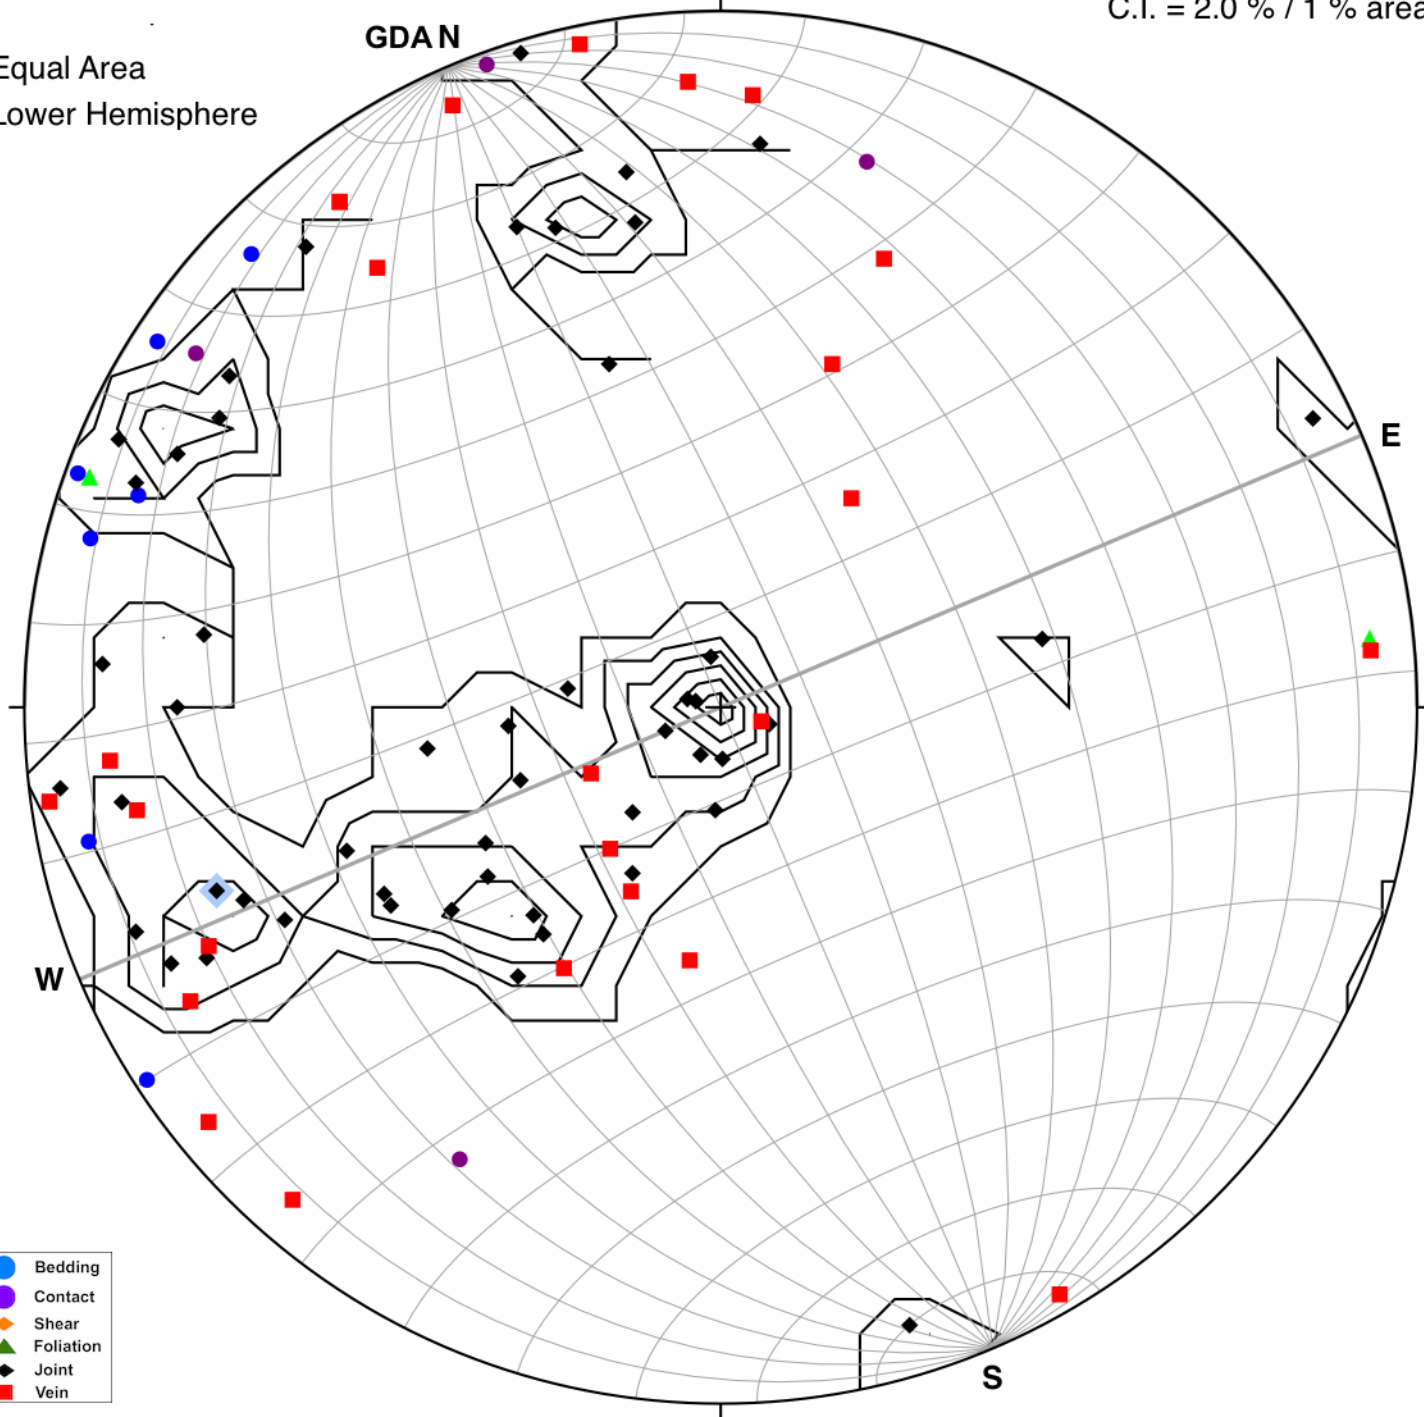 C.I. = 2.0 % / 1 % area
GDA N
Equal Area
Lower Hemisphere
E
W
S
Bedding
Contact
Shear
Foliation
Joint
Vein